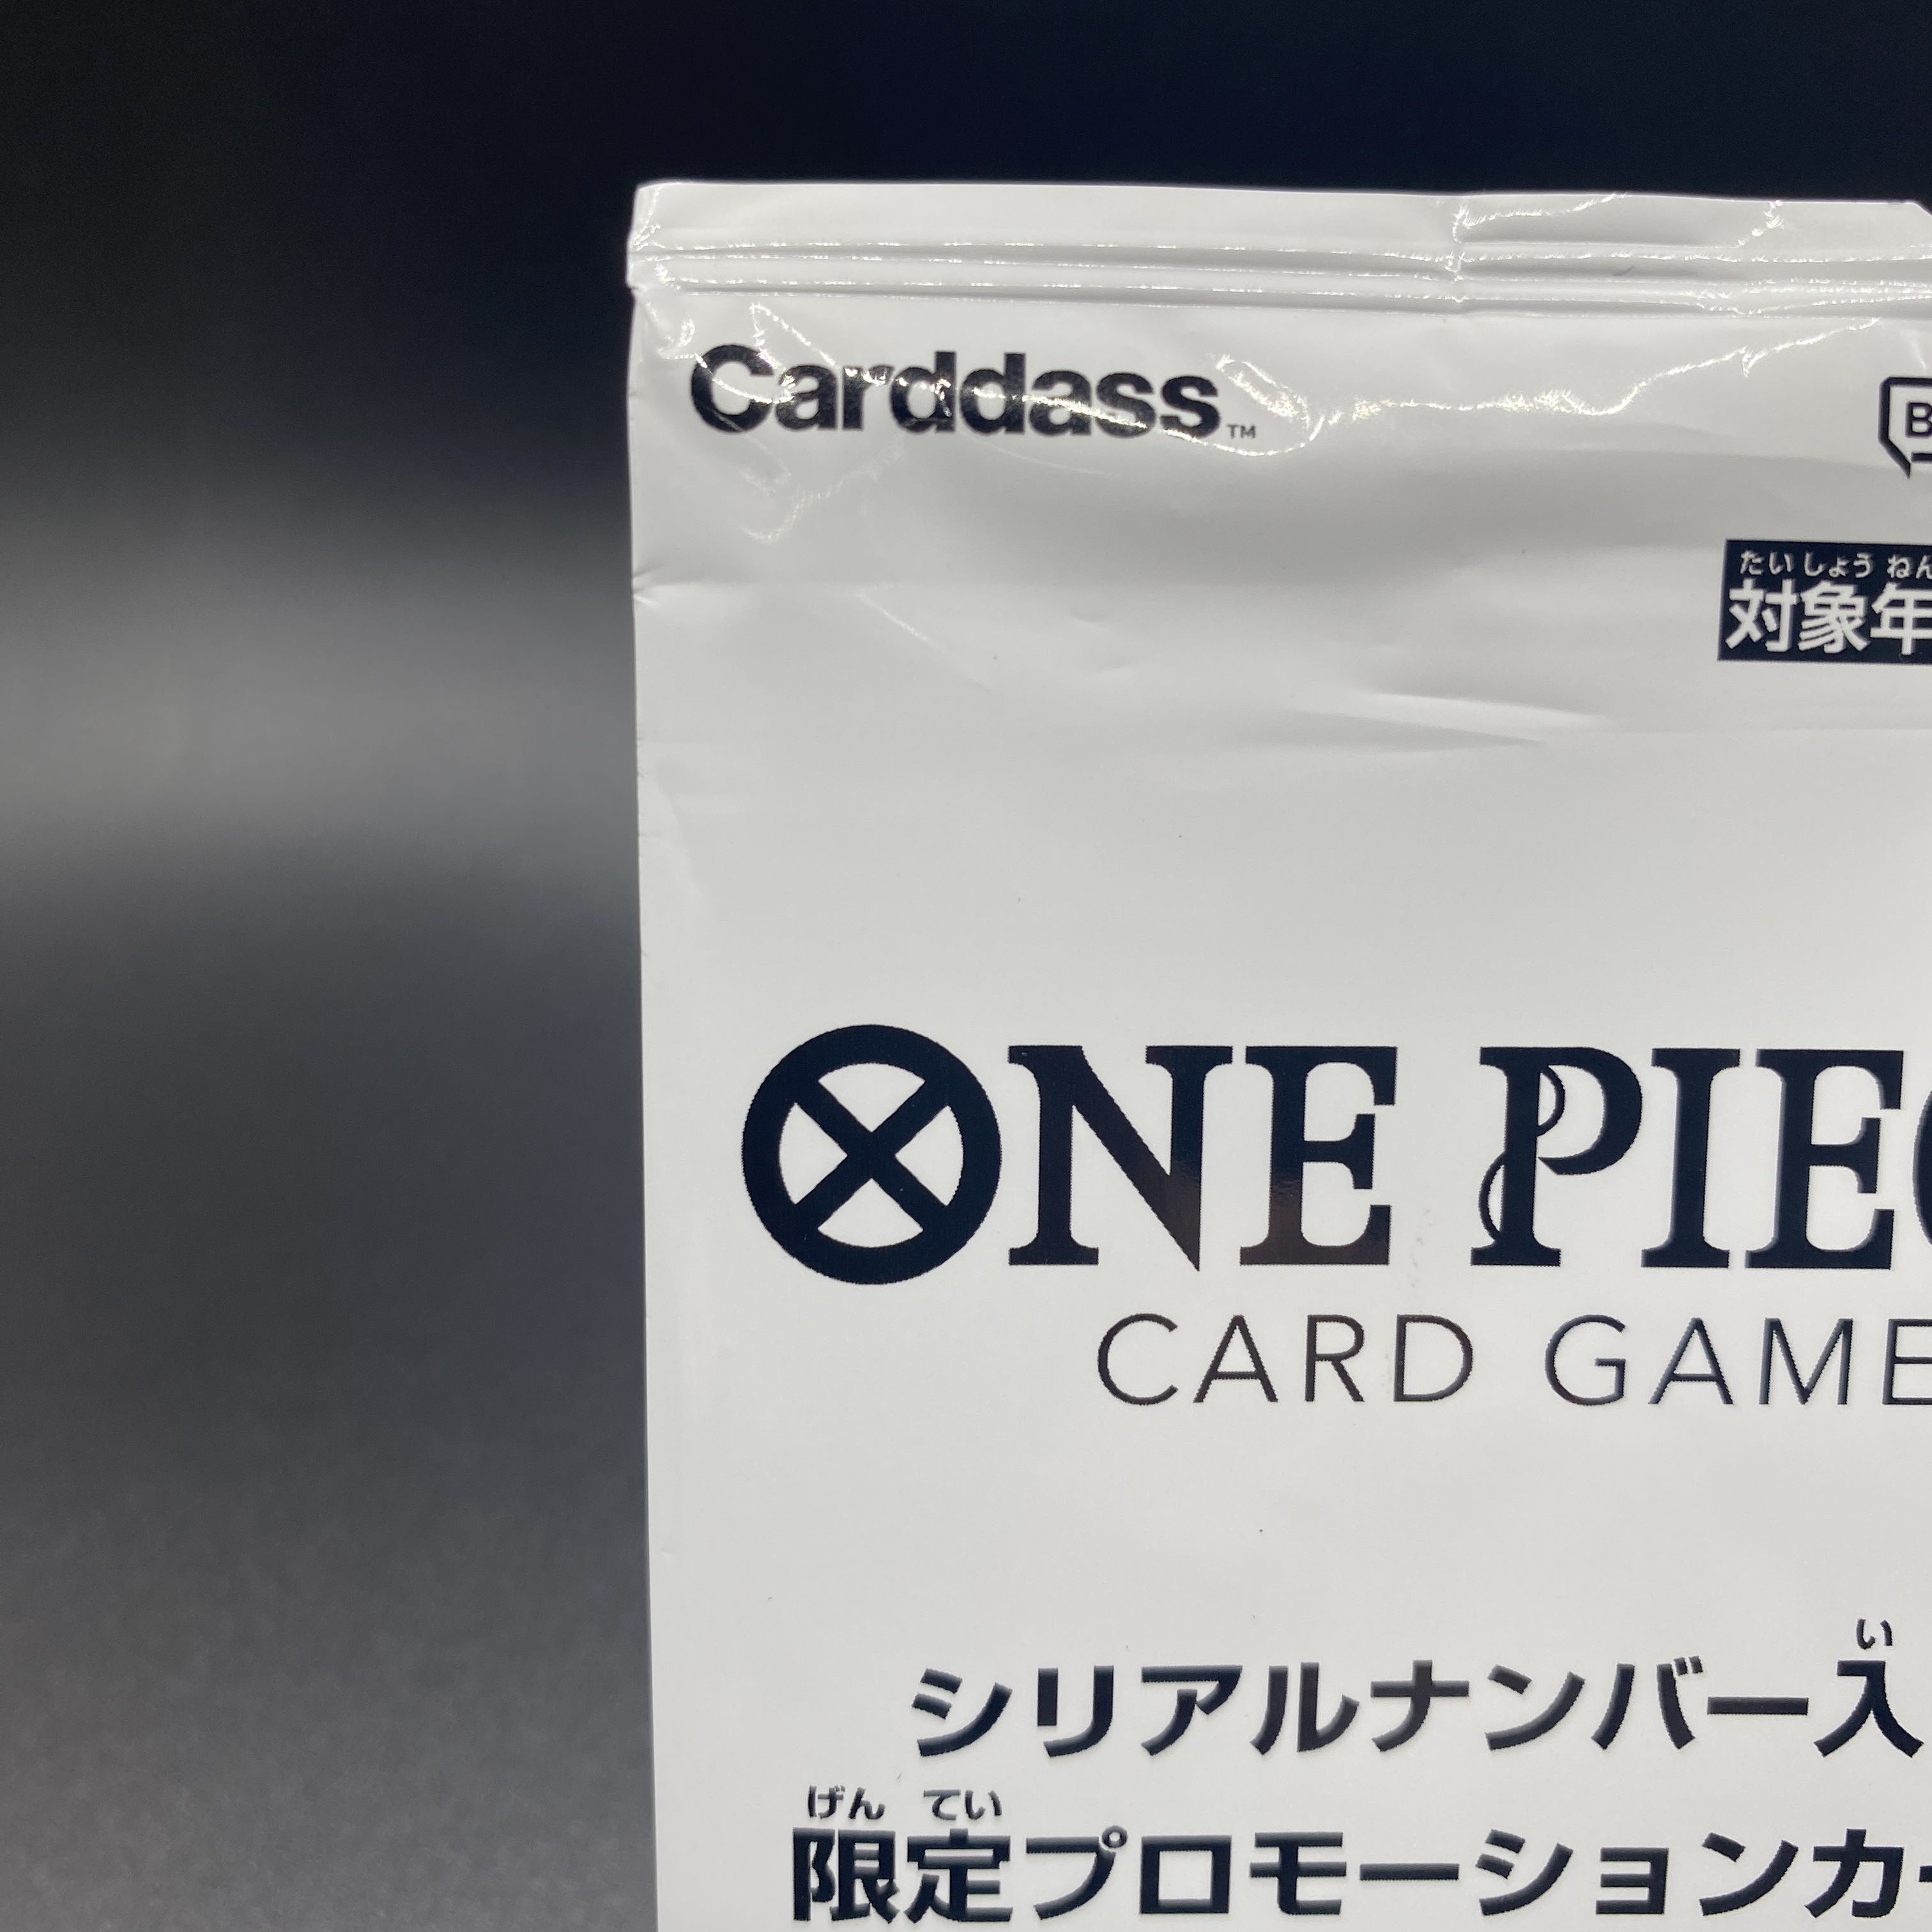 Carddass™
B
たいしょう ねん
対象年
ONE PIEC
CARD GAME
い
シリアルナンバー入
げん てい
限定プロモーションカー